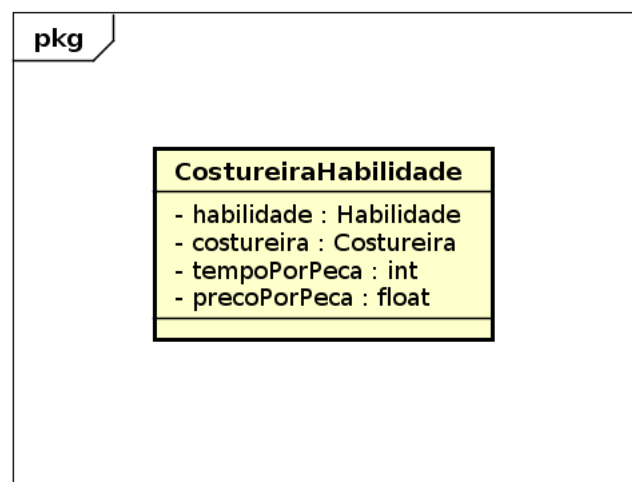 pkg
CostureiraHabilidade
- habilidade : Habilidade
- costureira : Costureira
- tempoPorPeca : int
- precoPorPeca : float